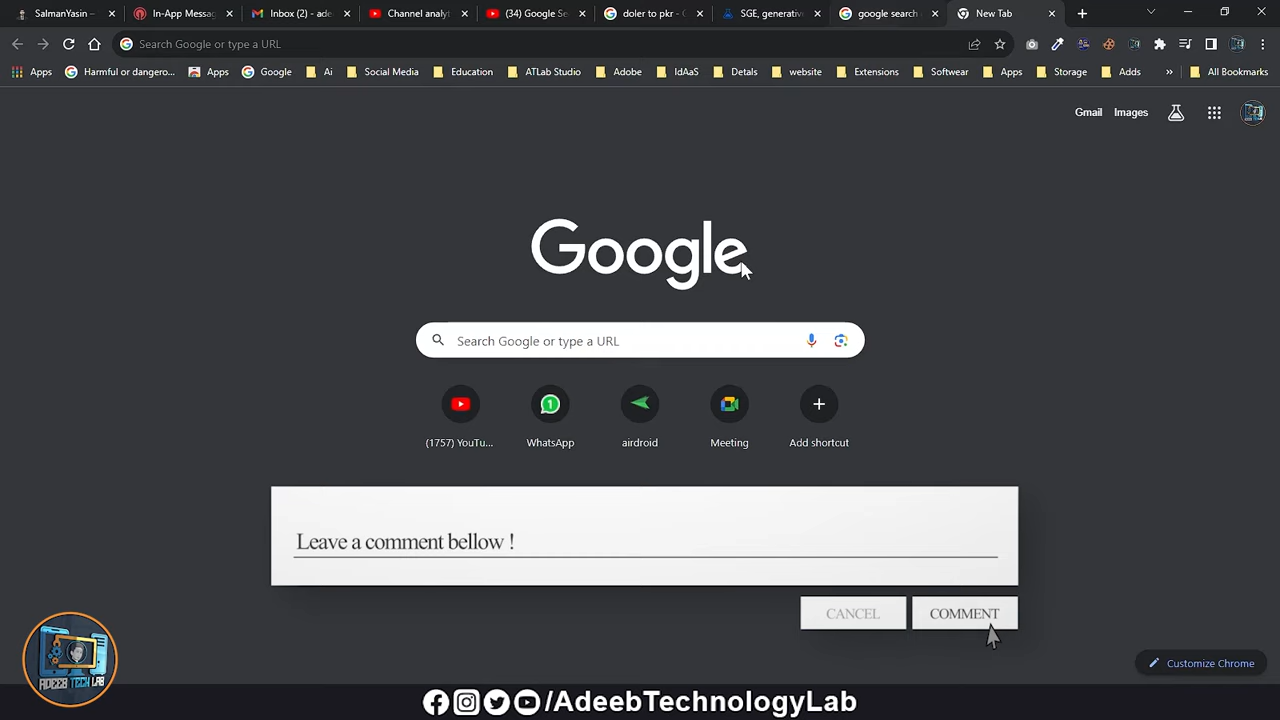 SalmanYasin
In-App Messag
Inbox (2) - ade
Channel analyt
(34) Google Se
doler to pkr - G
SGE, generativ
google search
New Tab
Search Google or type a URL
Apps
Harmful or dangero...
Apps
Google
Ai
Social Media
Education
ATLab Studio
Adobe
IdAaS
Detals
website
Extensions
Softwear
Apps
Storage
Adds
»
All Bookmarks
Gmail
Images
Google
Search Google or type a URL
(1757) YouTu...
1
WhatsApp
airdroid
Meeting
Add shortcut
Leave a comment bellow !
CANCEL
COMMENT
ADEEB TECH LAB
Customize Chrome
/AdeebTechnologyLab